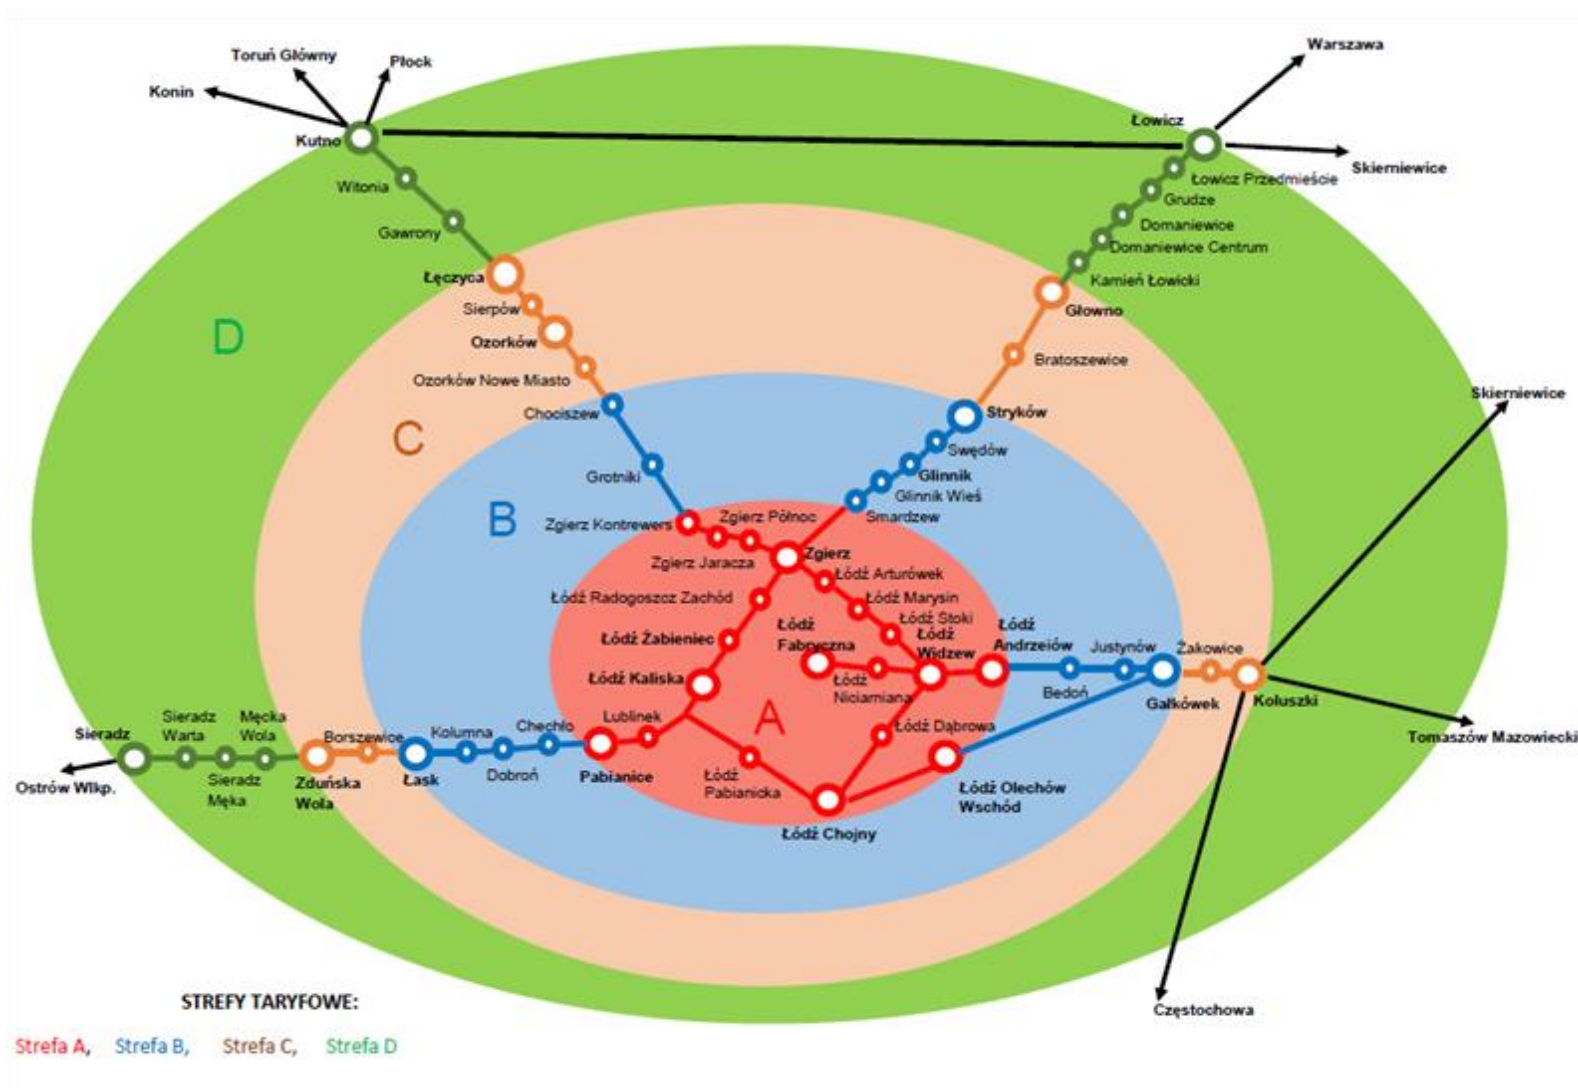 Toruń Główny
Płock
Konin
Kutno
Witonia
Gawrony
Łęczyca
Sierpów
Ozorków
Ozorków Nowe Miasto
Chociszew
Grotniki
Zgierz Kontrewers
Zgierz Północ
Zgierz Jaracza
Zgierz
Warszawa
Łowicz
Skierniewice
Łowicz Przedmieście
Grudze
Domaniewice
Domaniewice Centrum
Kamień Łowicki
Głowno
Bratoszewice
Stryków
Swędów
Glinnik
Glinnik Wieś
Smardzew
D
C
B
A
Łódź Radogoszcz Zachód
Łódź Żabieniec
Łódź Kaliska
Lublinek
Łódź Arturówek
Łódź Marysin
Łódź Stoki
Łódź
Widzew
Łódź
Fabryczna
Łódź
Niciarniana
Łódź
Andrzeiów
Bedoń
Justynów
Gałkówek
Żakowice
Koluszki
Skierniewice
Tomaszów Mazowiecki
Częstochowa
Łódź Dąbrowa
Łódź Olechów
Wschód
Łódź Chojny
Łódź
Pabianicka
Pabianice
Chechło
Dobroń
Kolumna
Łask
Borszewice
Zduńska
Wola
Męcka
Wola
Sieradz
Męka
Sieradz
Warta
Sieradz
Ostrów Wlkp.
STREFY TARYFOWE:
Strefa A, Strefa B, Strefa C, Strefa D